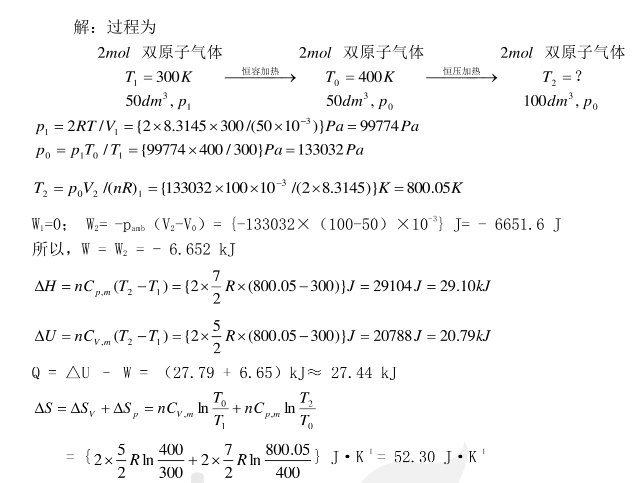 解：过程为
2mol 双原子气体 2mol 双原子气体 2mol 双原子气体
T₁ = 300K 恒容加热 T₀ = 400K 恒压加热 T₂ = ？
50dm³, p₁ 50dm³, p₀ 100dm³, p₀
p₁ = 2RT / V₁ = {2×8.3145×300 /(50×10⁻³)}Pa = 99774Pa
p₀ = p₁T₀ / T₁ = {99774×400 / 300}Pa = 133032Pa
T₂ = p₀V₂ /(nR)₁ = {133032×100×10⁻³ /(2×8.3145)}K = 800.05K
W₁=0； W₂= -pamb（V₂-V₀）= {-133032×（100-50）×10⁻³} J= - 6651.6 J
所以，W = W₂ = - 6.652 kJ
ΔH = nC_{p,m}(T₂ −T₁) = {2×7/2 R×(800.05−300)}J = 29104J = 29.10kJ
ΔU = nC_{V,m}(T₂ −T₁) = {2×5/2 R×(800.05−300)}J = 20788J = 20.79kJ
Q = △U – W = （27.79 + 6.65）kJ≈ 27.44 kJ
ΔS = ΔS_V + ΔS_p = nC_{V,m} ln T₀/T₁ + nC_{p,m} ln T₂/T₀
= {2×5/2 R ln 400/300 + 2×7/2 R ln 800.05/400} J·K⁻¹= 52.30 J·K⁻¹